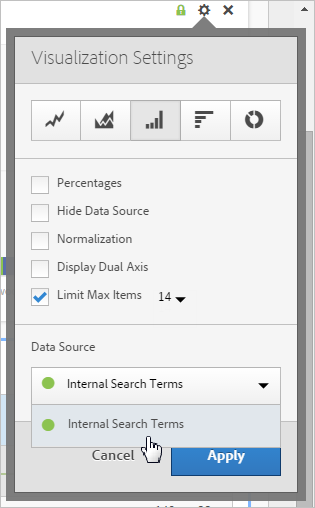 Visualization Settings
Percentages
Hide Data Source
Normalization
Display Dual Axis
Limit Max Items 14
Data Source
Internal Search Terms
Internal Search Terms
Cancel Apply